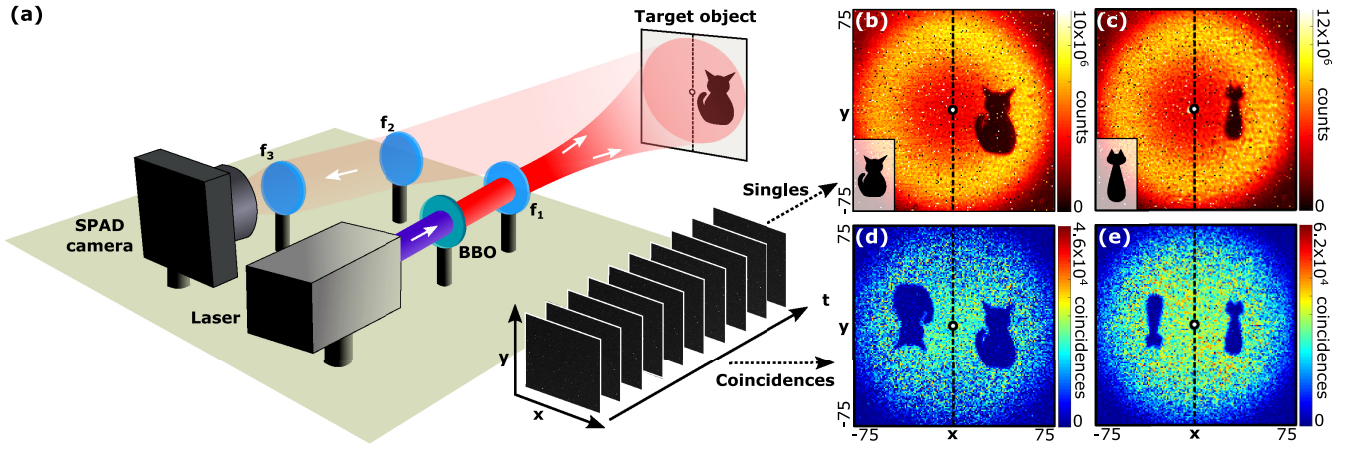 (a)
Target object
f₂
f₃
f₁
SPAD
camera
BBO
Laser
Singles
Coincidences
y
x
t
(b)
75
y
-75
10x10⁶
counts
0
(c)
12x10⁶
counts
0
(d)
75
y
-75
-75
x
75
4.6x10⁴
coincidences
0
(e)
-75
x
75
6.2x10⁴
coincidences
0